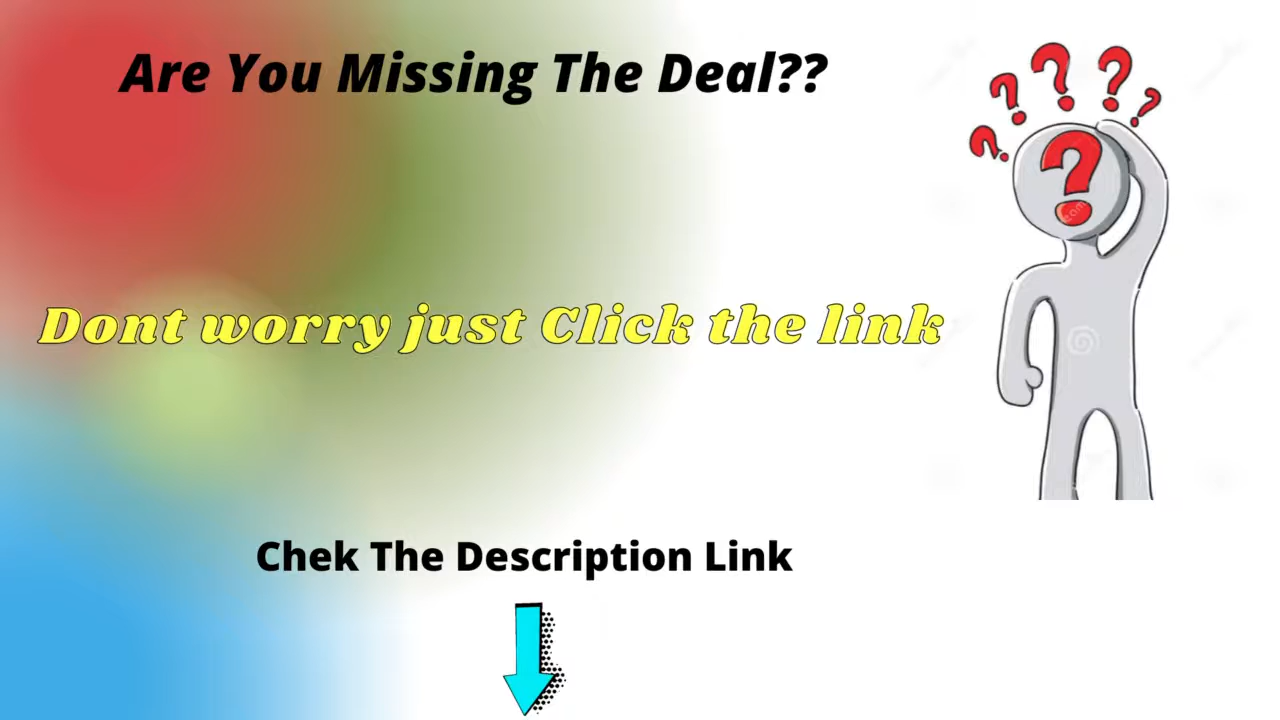 Are You Missing The Deal??
Dont worry just Click the link
Chek The Description Link